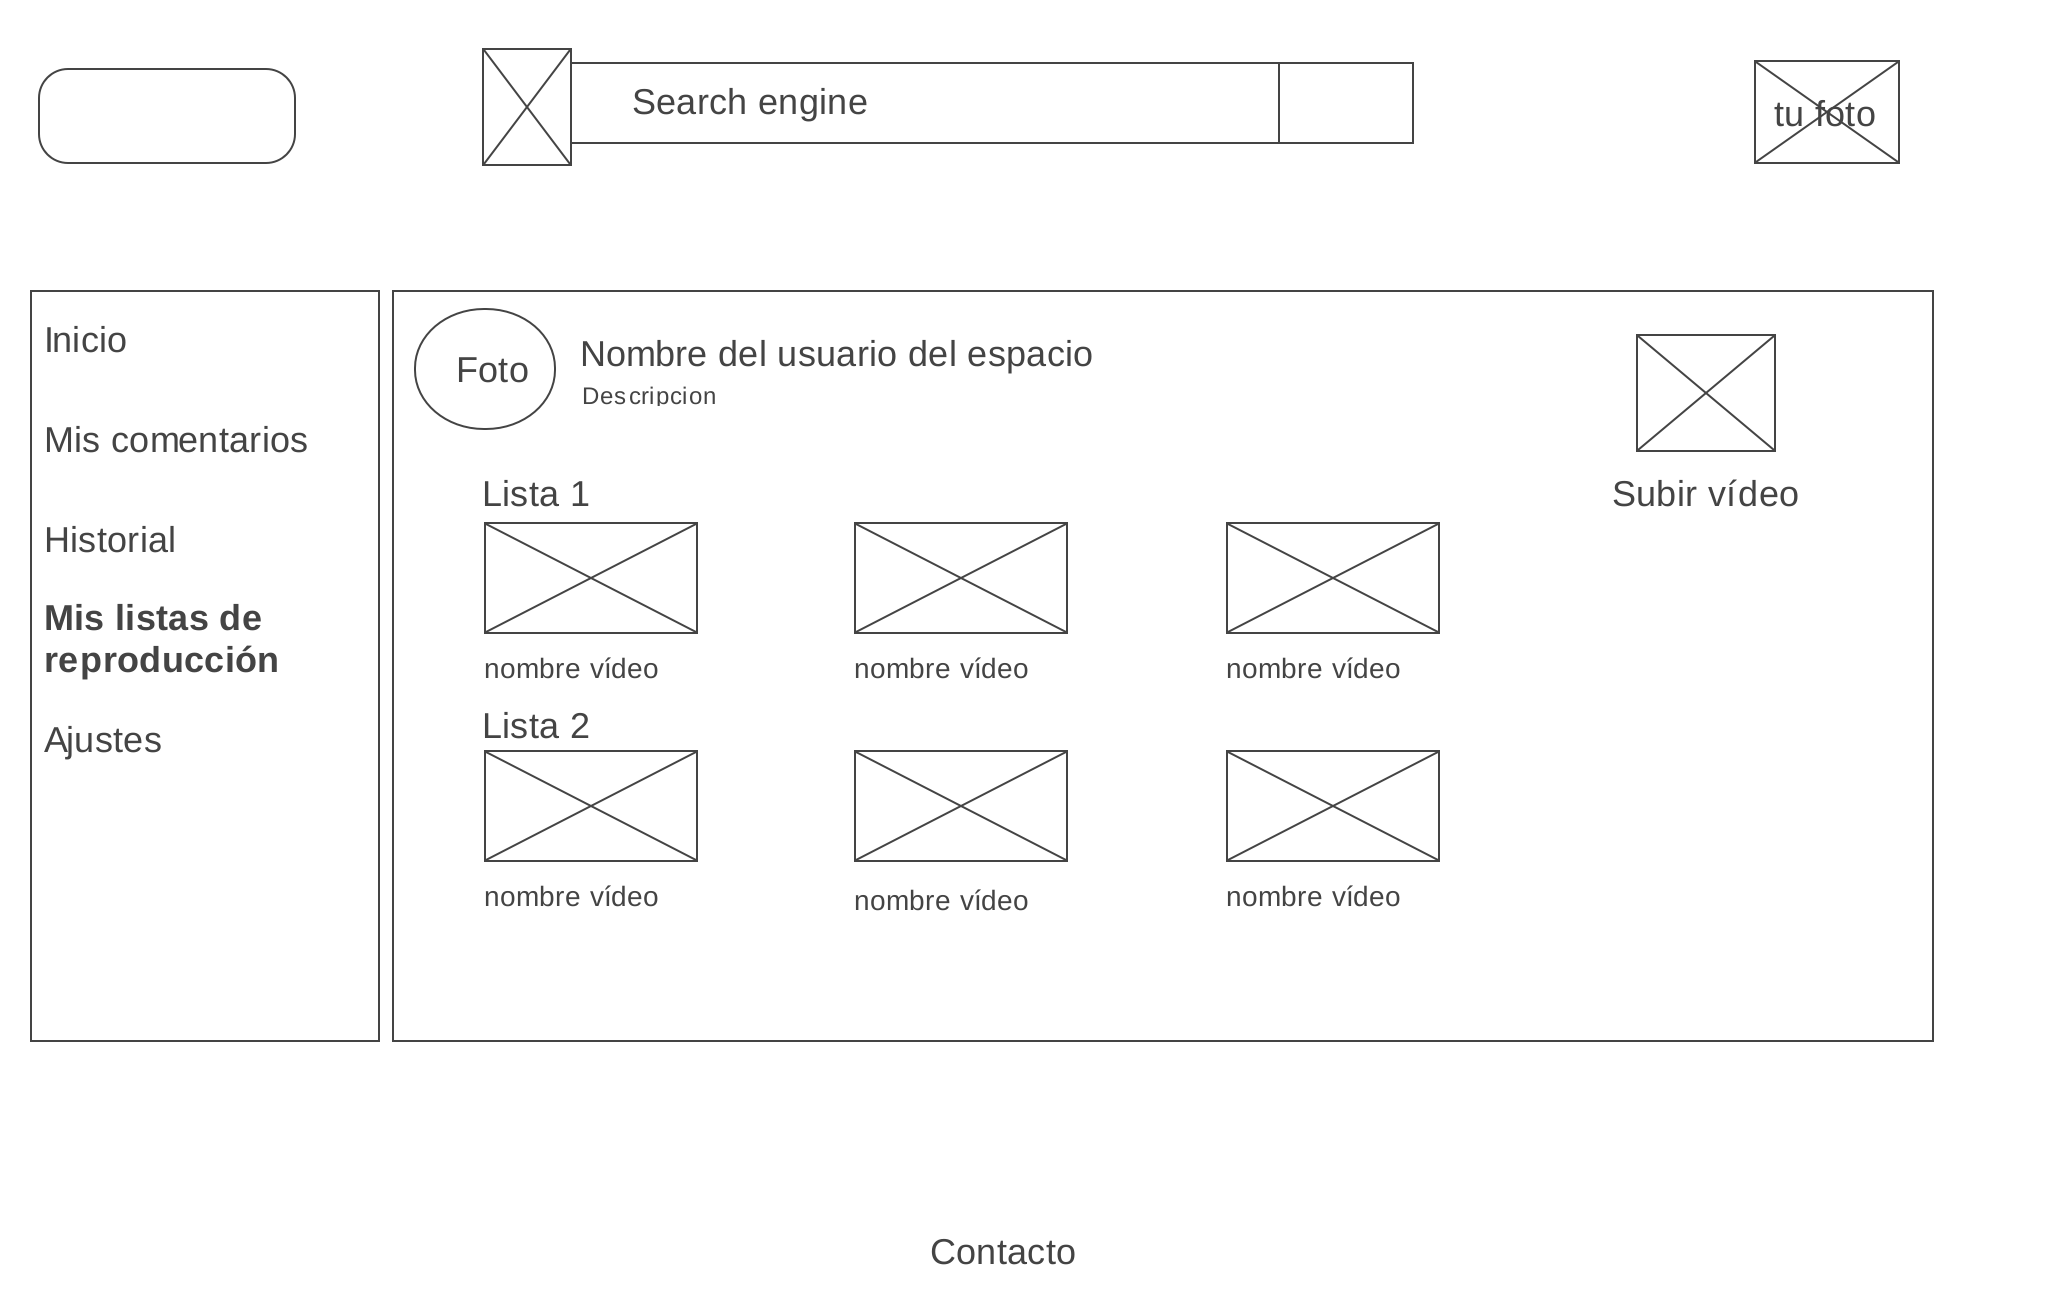 Search engine
tu foto
Inicio
Mis comentarios
Historial
Mis listas de
reproducción
Ajustes
Foto
Nombre del usuario del espacio
Descripcion
Subir vídeo
Lista 1
nombre vídeo
nombre vídeo
nombre vídeo
Lista 2
nombre vídeo
nombre vídeo
nombre vídeo
Contacto